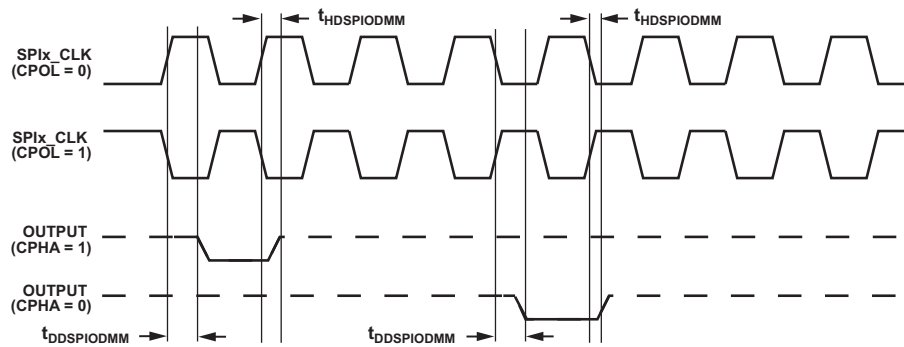 tHDSPIODMM
tHDSPIODMM
SPIx_CLK
(CPOL = 0)
SPIx_CLK
(CPOL = 1)
OUTPUT
(CPHA = 1)
OUTPUT
(CPHA = 0)
tDDSPIODMM
tDDSPIODMM